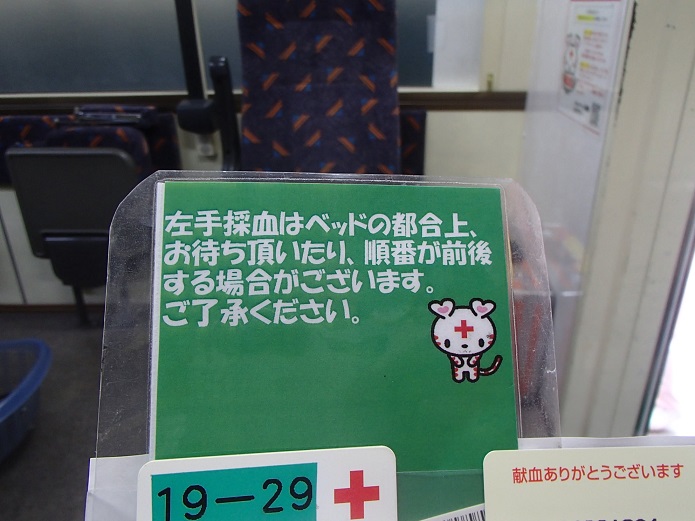 左手採血はベッドの都合上、
お待ち頂いたり、順番が前後
する場合がございます。
ご了承ください。
19-29
献血ありがとうございます